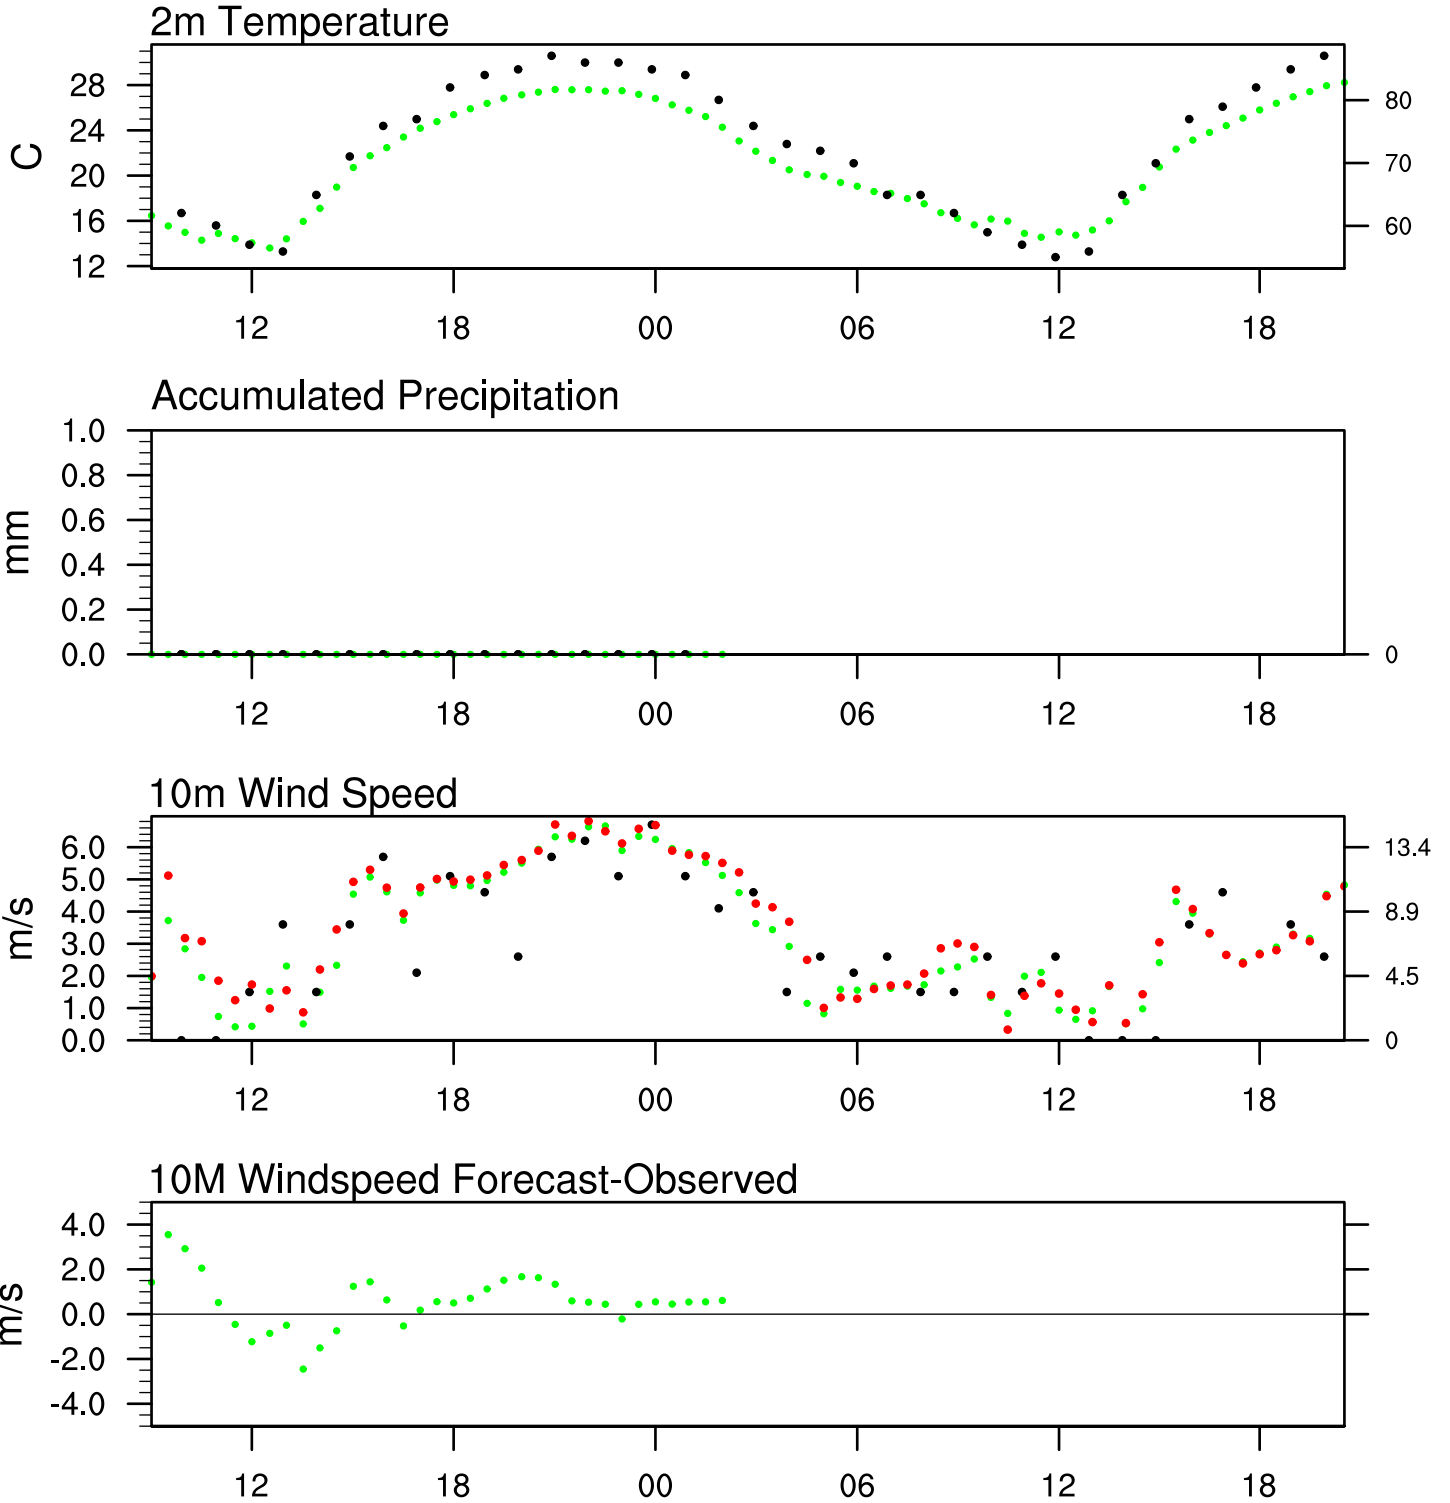 2m Temperature
28
24
20
16
12
C
80
70
60
12 18 00 06 12 18
Accumulated Precipitation
1.0
0.8
0.6
0.4
0.2
0.0
mm
0
12 18 00 06 12 18
10m Wind Speed
6.0
5.0
4.0
3.0
2.0
1.0
0.0
m/s
13.4
8.9
4.5
0
12 18 00 06 12 18
10M Windspeed Forecast-Observed
4.0
2.0
0.0
-2.0
-4.0
m/s
12 18 00 06 12 18